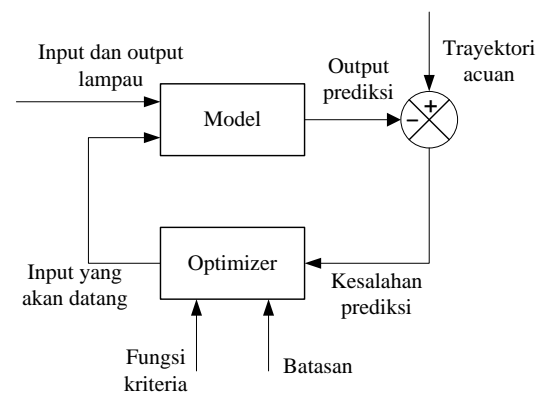 Input dan output
lampau
Trayektori
acuan
Output
prediksi
Model
+
−
Input yang
akan datang
Optimizer
Kesalahan
prediksi
Fungsi
kriteria
Batasan